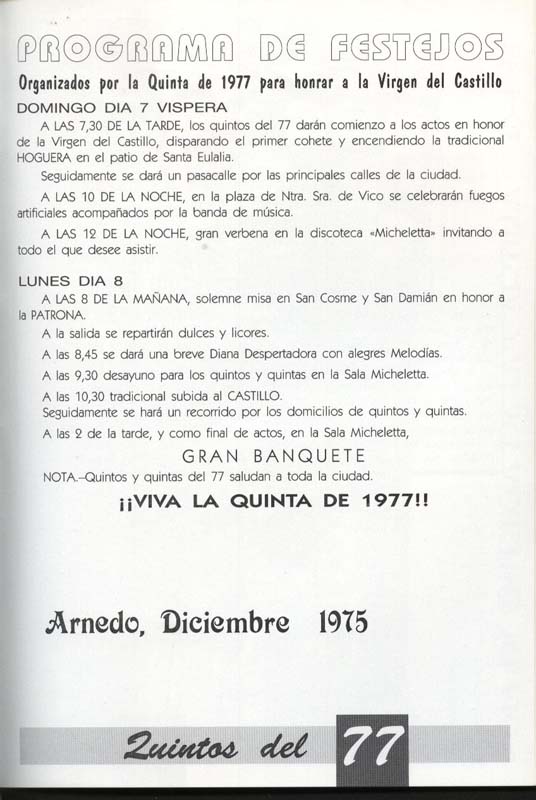 PROGRAMA DE FESTEJOS
Organizados por la Quinta de 1977 para honrar a la Virgen del Castillo
DOMINGO DIA 7 VISPERA
A LAS 7,30 DE LA TARDE, los quintos del 77 darán comienzo a los actos en honor
de la Virgen del Castillo, disparando el primer cohete y encendiendo la tradicional
HOGUERA en el patio de Santa Eulalia.
Seguidamente se dará un pasacalle por las principales calles de la ciudad.
A LAS 10 DE LA NOCHE, en la plaza de Ntra. Sra. de Vico se celebrarán fuegos
artificiales acompañados por la banda de música.
A LAS 12 DE LA NOCHE, gran verbena en la discoteca «Micheletta» invitando a
todo el que desee asistir.
LUNES DIA 8
A LAS 8 DE LA MAÑANA, solemne misa en San Cosme y San Damián en honor a
la PATRONA.
A la salida se repartirán dulces y licores.
A las 8,45 se dará una breve Diana Despertadora con alegres Melodías.
A las 9,30 desayuno para los quintos y quintas en la Sala Micheletta.
A las 10,30 tradicional subida al CASTILLO.
Seguidamente se hará un recorrido por los domicilios de quintos y quintas.
A las 2 de la tarde, y como final de actos, en la Sala Micheletta,
GRAN BANQUETE
NOTA.–Quintos y quintas del 77 saludan a toda la ciudad.
¡¡VIVA LA QUINTA DE 1977!!
Arnedo, Diciembre 1975
Quintos del 77